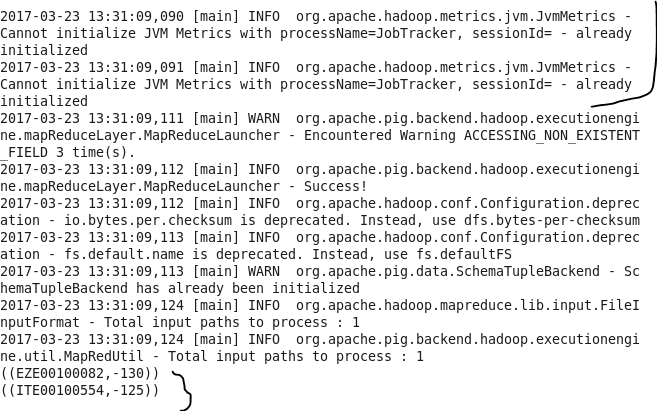 2017-03-23 13:31:09,090 [main] INFO  org.apache.hadoop.metrics.jvm.JvmMetrics -
Cannot initialize JVM Metrics with processName=JobTracker, sessionId= - already
initialized
2017-03-23 13:31:09,091 [main] INFO  org.apache.hadoop.metrics.jvm.JvmMetrics -
Cannot initialize JVM Metrics with processName=JobTracker, sessionId= - already
initialized
2017-03-23 13:31:09,111 [main] WARN  org.apache.pig.backend.hadoop.executionengi
ne.mapReduceLayer.MapReduceLauncher - Encountered Warning ACCESSING_NON_EXISTENT
_FIELD 3 time(s).
2017-03-23 13:31:09,112 [main] INFO  org.apache.pig.backend.hadoop.executionengi
ne.mapReduceLayer.MapReduceLauncher - Success!
2017-03-23 13:31:09,112 [main] INFO  org.apache.hadoop.conf.Configuration.deprec
ation - io.bytes.per.checksum is deprecated. Instead, use dfs.bytes-per-checksum
2017-03-23 13:31:09,113 [main] INFO  org.apache.hadoop.conf.Configuration.deprec
ation - fs.default.name is deprecated. Instead, use fs.defaultFS
2017-03-23 13:31:09,113 [main] WARN  org.apache.pig.data.SchemaTupleBackend - Sc
hemaTupleBackend has already been initialized
2017-03-23 13:31:09,124 [main] INFO  org.apache.hadoop.mapreduce.lib.input.FileI
nputFormat - Total input paths to process : 1
2017-03-23 13:31:09,124 [main] INFO  org.apache.pig.backend.hadoop.executionengi
ne.util.MapRedUtil - Total input paths to process : 1
((EZE00100082,-130))
((ITE00100554,-125))